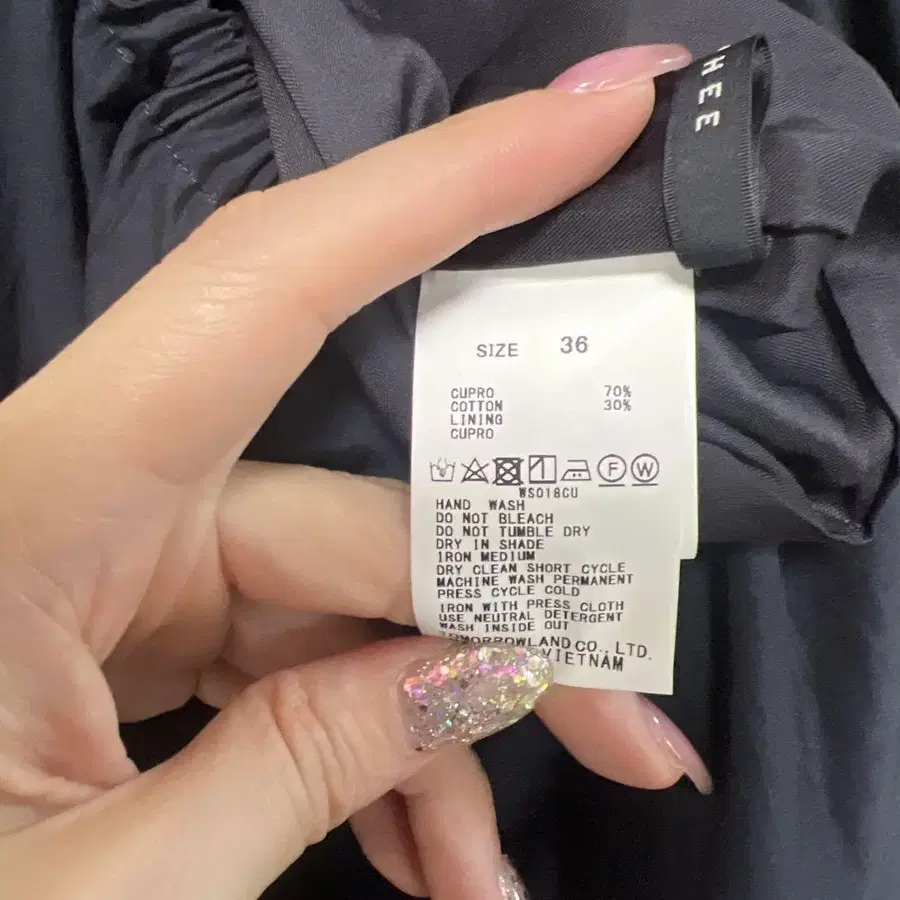 HEE
SIZE 36
CUPRO 70%
COTTON 30%
LINING
CUPRO
F W
WS018CU
HAND WASH
DO NOT BLEACH
DO NOT TUMBLE DRY
DRY IN SHADE
IRON MEDIUM
DRY CLEAN SHORT CYCLE
MACHINE WASH PERMANENT
PRESS CYCLE COLD
IRON WITH PRESS CLOTH
USE NEUTRAL DETERGENT
WASH INSIDE OUT
TOMORROWLAND CO., LTD.
VIETNAM